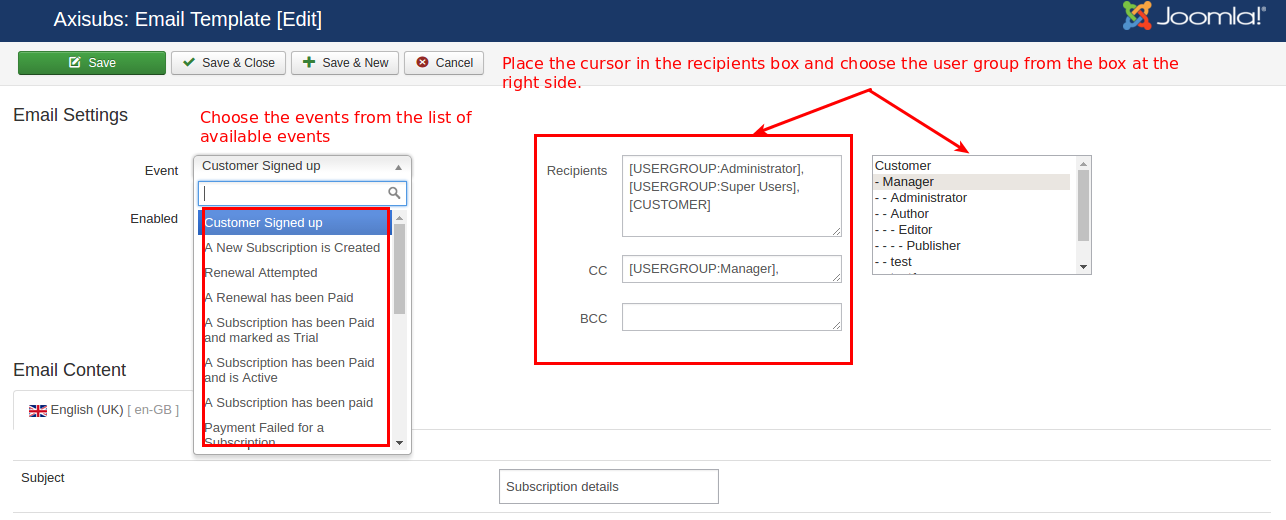 Axisubs: Email Template [Edit]
Joomla!®
Save
Save & Close
Save & New
Cancel
Place the cursor in the recipients box and choose the user group from the box at the
right side.
Email Settings
Choose the events from the list of
available events
Event
Customer Signed up
Enabled
Customer Signed up
A New Subscription is Created
Renewal Attempted
A Renewal has been Paid
A Subscription has been Paid
and marked as Trial
A Subscription has been Paid
and is Active
A Subscription has been paid
Payment Failed for a
Subscription
Recipients
[USERGROUP:Administrator],
[USERGROUP:Super Users],
[CUSTOMER]
CC
[USERGROUP:Manager],
BCC
Customer
- Manager
- - Administrator
- - Author
- - - Editor
- - - - Publisher
- - test
Email Content
English (UK) [ en-GB ]
Subject
Subscription details